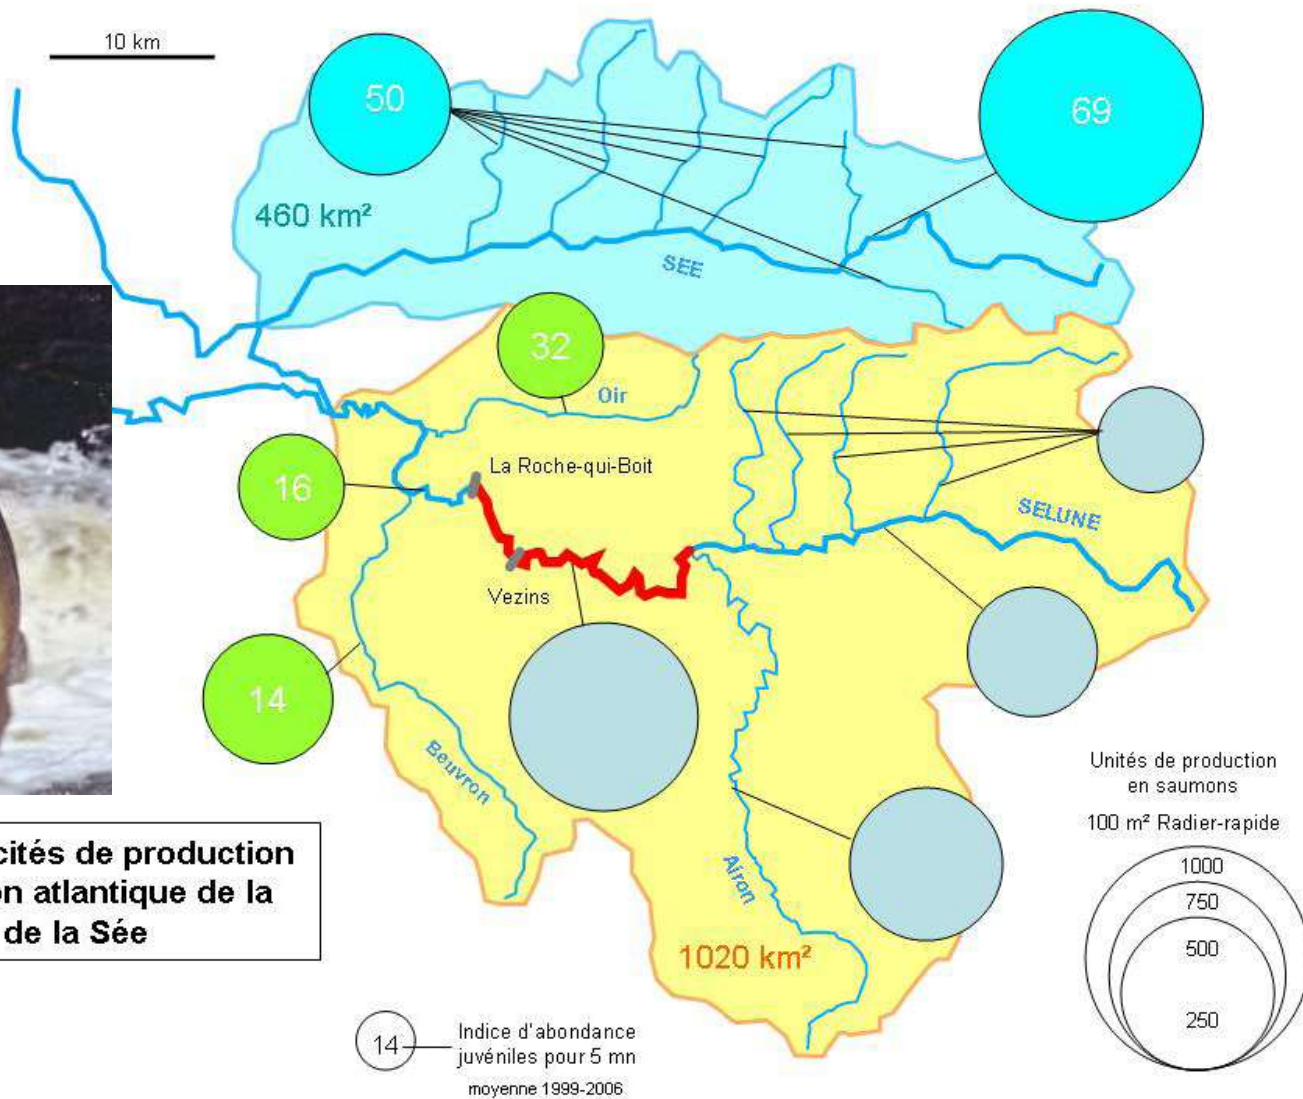 10 km
50
69
460 km²
SEE
32
Oir
16
La Roche-qui-Boit
SELUNE
Vezins
14
Beuvron
Airon
1020 km²
Unités de production
en saumons
100 m² Radier-rapide
1000
750
500
250
cités de production
on atlantique de la
de la Sée
14
Indice d'abondance
juvéniles pour 5 mn
moyenne 1999-2006